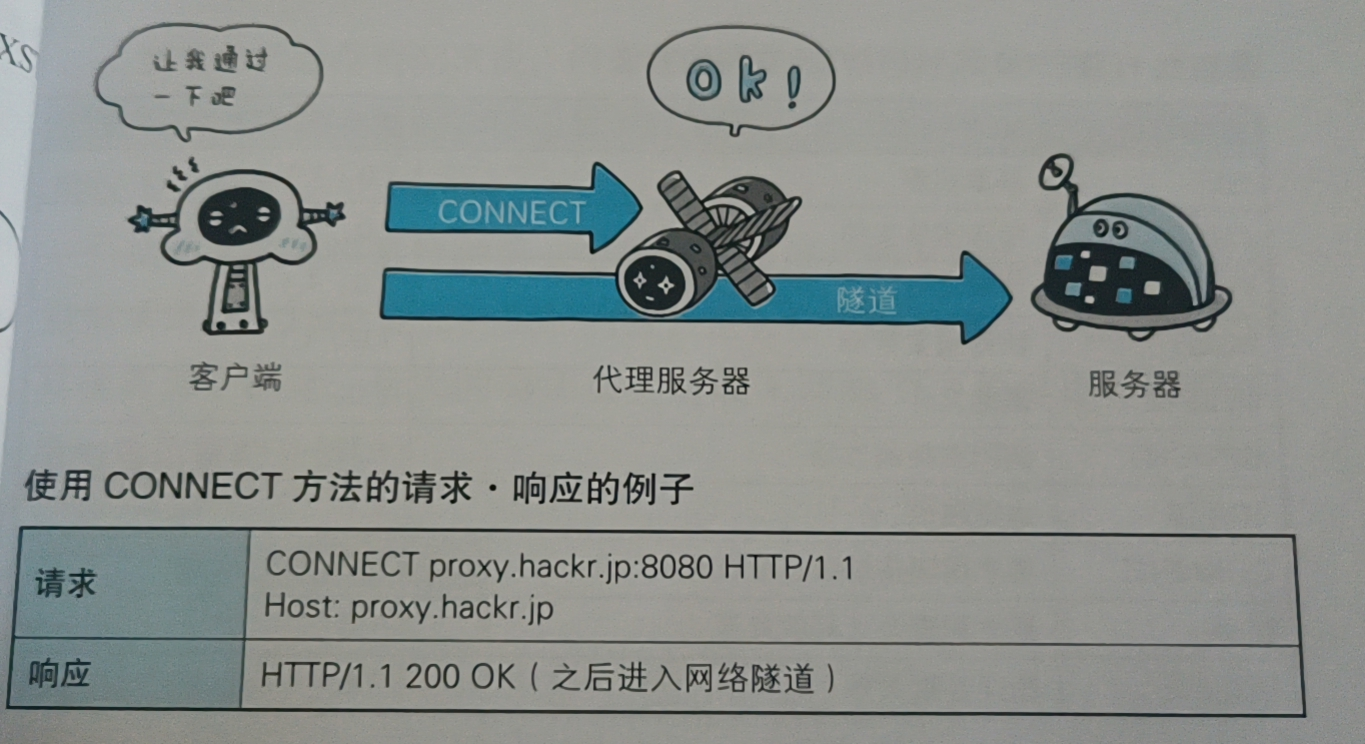 XS
让我通过
一下吧
Ok!
CONNECT
隧道
客户端
代理服务器
服务器
使用 CONNECT 方法的请求·响应的例子
请求
CONNECT proxy.hackr.jp:8080 HTTP/1.1
Host: proxy.hackr.jp
响应
HTTP/1.1 200 OK（之后进入网络隧道）